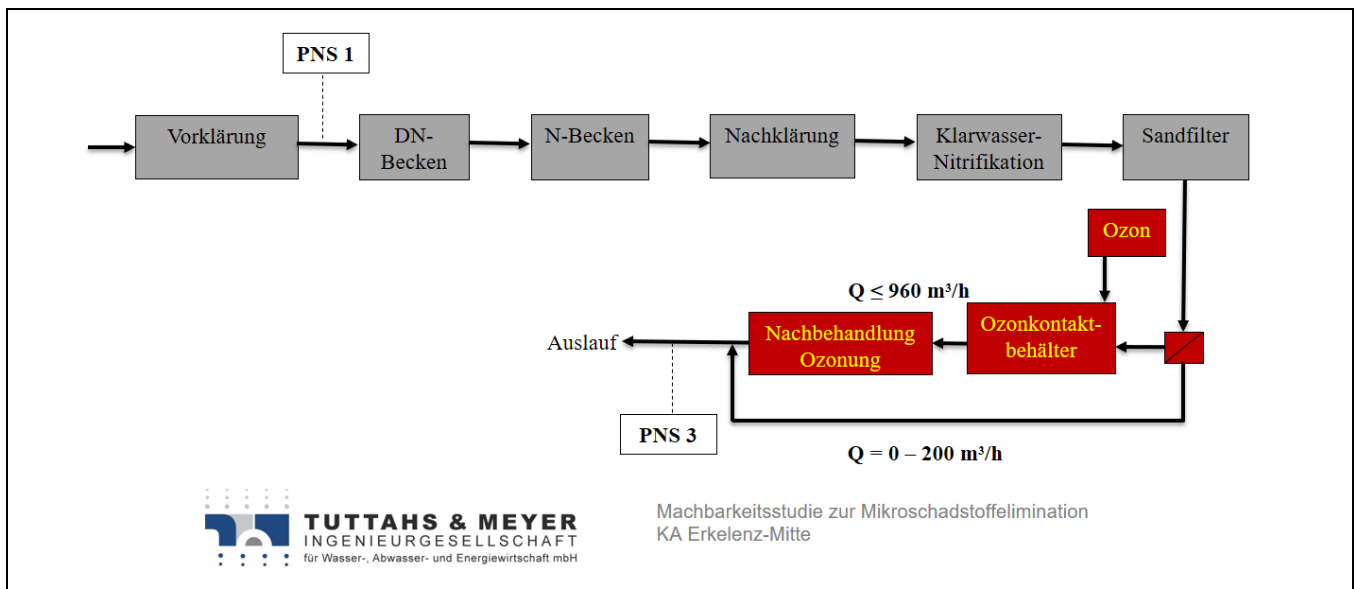 PNS 1
Vorklärung
DN-
Becken
N-Becken
Nachklärung
Klarwasser-
Nitrifikation
Sandfilter
Ozon
Q ≤ 960 m³/h
Auslauf
Nachbehandlung
Ozonung
Ozonkontakt-
behälter
PNS 3
Q = 0 – 200 m³/h
TUTTAHS & MEYER
INGENIEURGESELLSCHAFT
für Wasser-, Abwasser- und Energiewirtschaft mbH
Machbarkeitsstudie zur Mikroschadstoffelimination
KA Erkelenz-Mitte